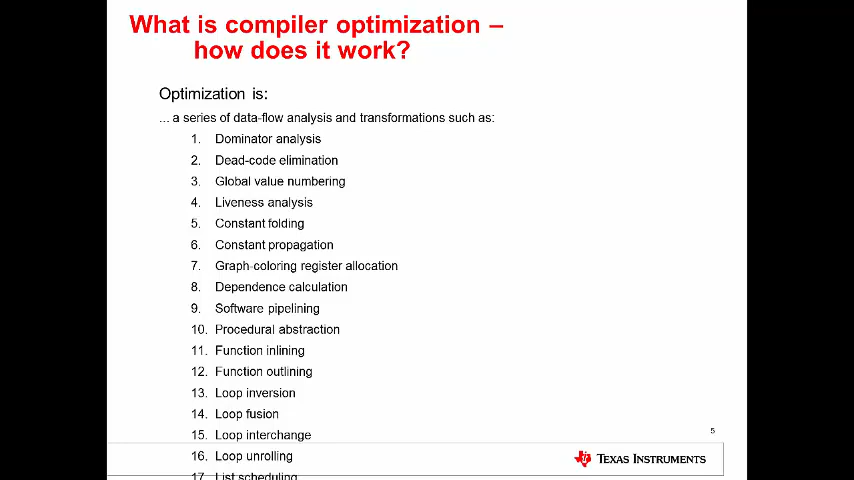 What is compiler optimization –
how does it work?
Optimization is:
... a series of data-flow analysis and transformations such as:
1. Dominator analysis
2. Dead-code elimination
3. Global value numbering
4. Liveness analysis
5. Constant folding
6. Constant propagation
7. Graph-coloring register allocation
8. Dependence calculation
9. Software pipelining
10. Procedural abstraction
11. Function inlining
12. Function outlining
13. Loop inversion
14. Loop fusion
15. Loop interchange
16. Loop unrolling
17. List scheduling
5
TEXAS INSTRUMENTS